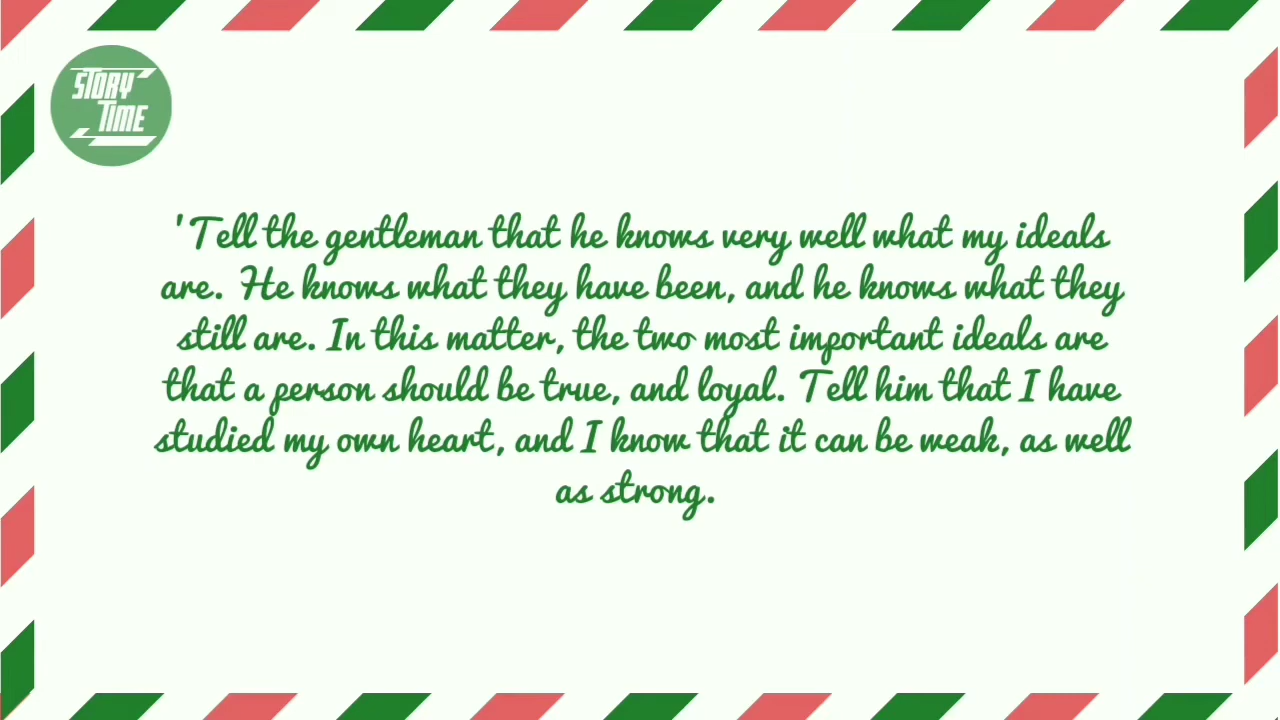 STORY
TIME
'Tell the gentleman that he knows very well what my ideals
are. He knows what they have been, and he knows what they
still are. In this matter, the two most important ideals are
that a person should be true, and loyal. Tell him that I have
studied my own heart, and I know that it can be weak, as well
as strong.